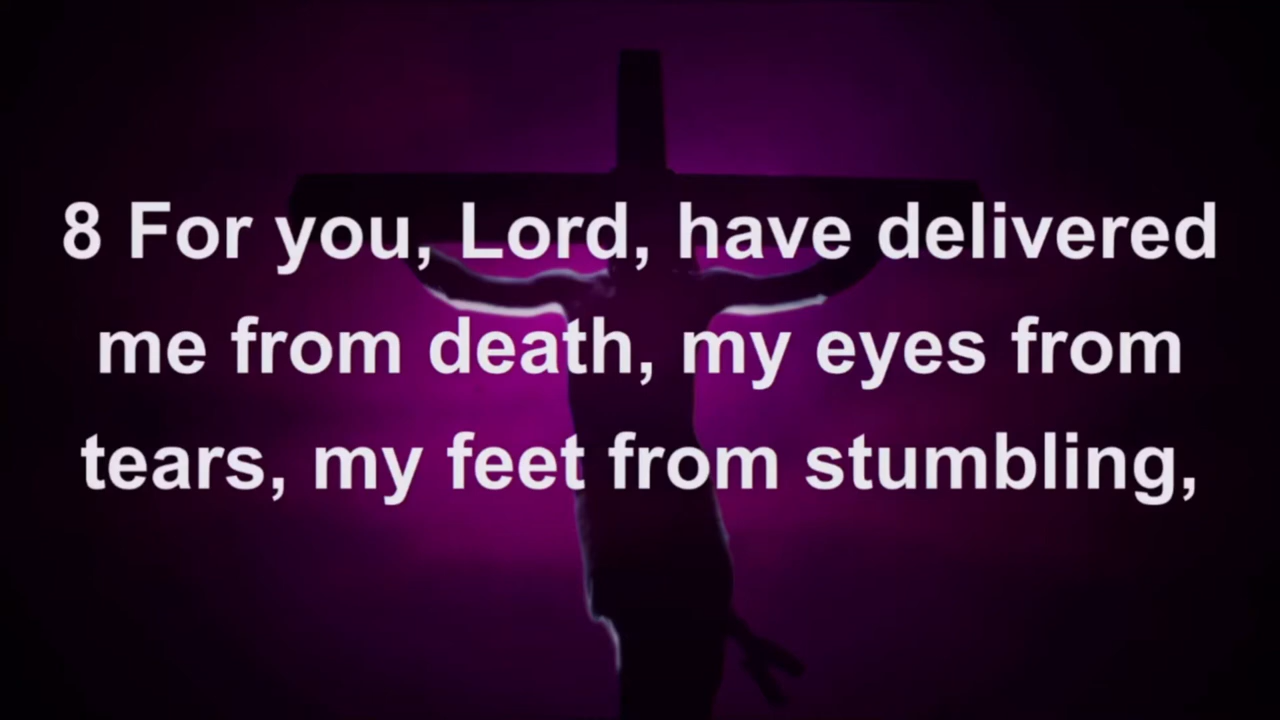 8 For you, Lord, have delivered
me from death, my eyes from
tears, my feet from stumbling,